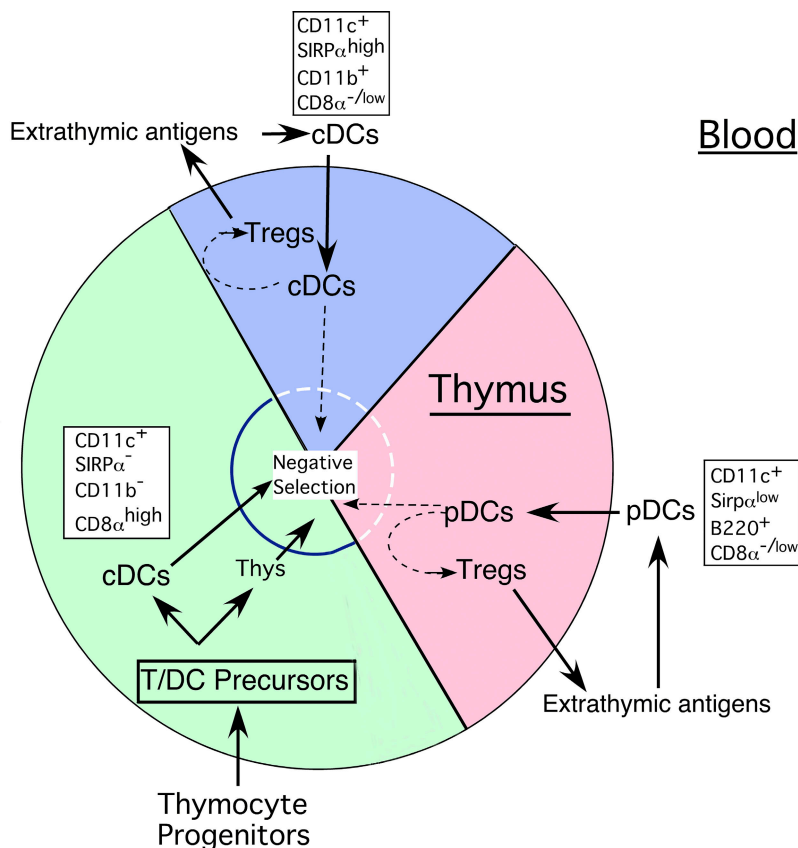 CD11c⁺
SIRPαhigh
CD11b⁺
CD8α⁻/low
Extrathymic antigens
cDCs
Blood
Tregs
cDCs
Thymus
CD11c⁺
SIRPα⁻
CD11b⁻
CD8αhigh
Negative
Selection
CD11c⁺
Sirpαlow
B220⁺
CD8α⁻/low
pDCs
pDCs
Tregs
cDCs
Thys
T/DC Precursors
Extrathymic antigens
Thymocyte
Progenitors